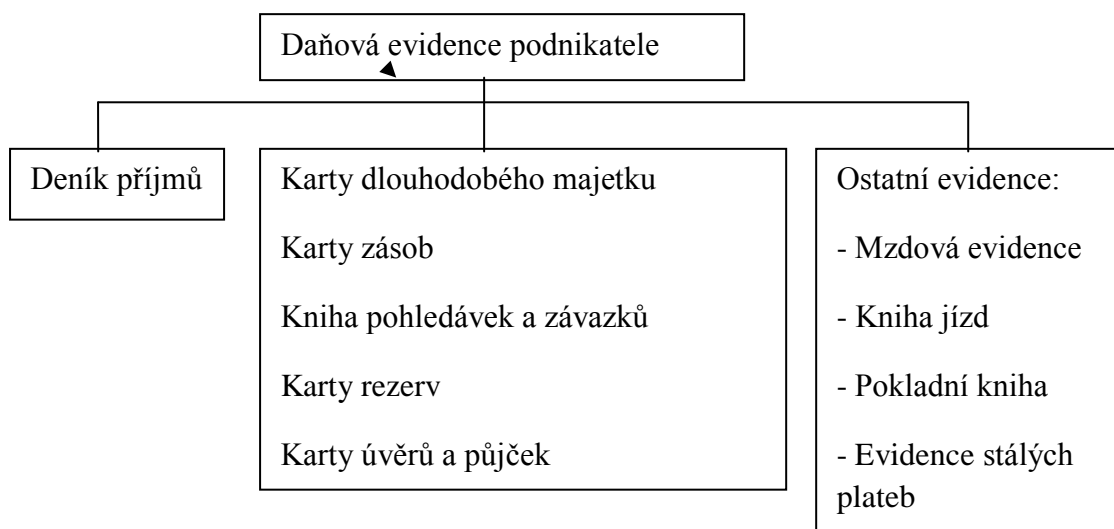 Daňová evidence podnikatele
Deník příjmů
Karty dlouhodobého majetku
Karty zásob
Kniha pohledávek a závazků
Karty rezerv
Karty úvěrů a půjček
Ostatní evidence:
- Mzdová evidence
- Kniha jízd
- Pokladní kniha
- Evidence stálých
plateb